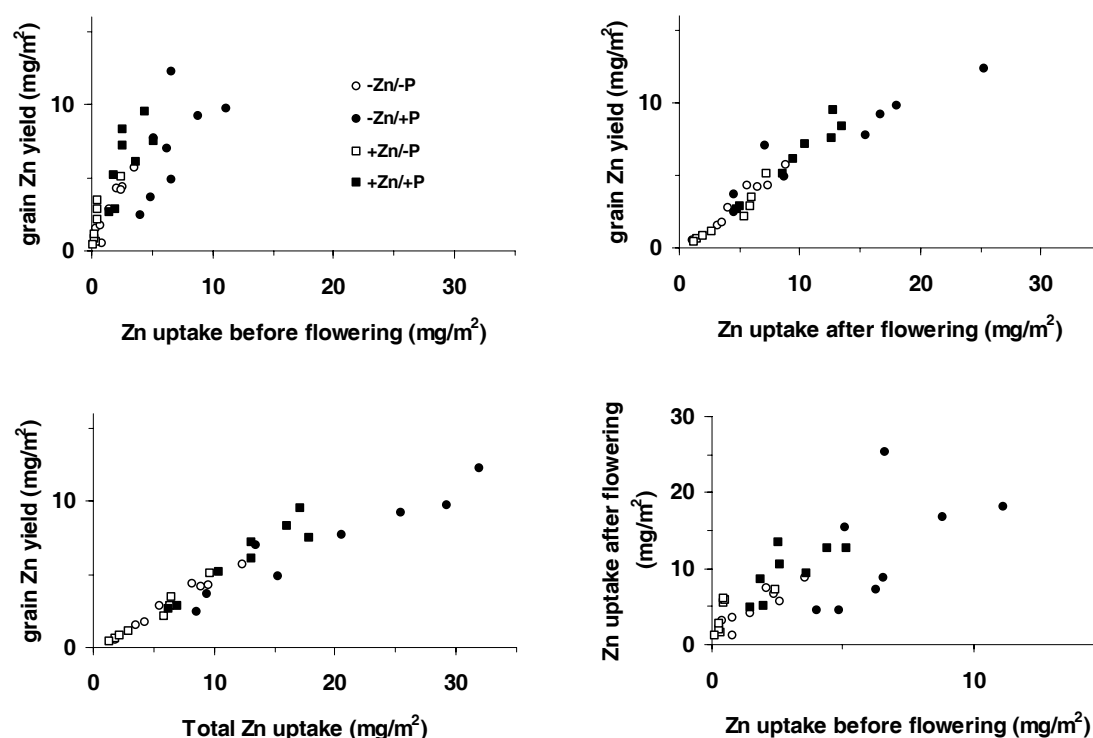 grain Zn yield (mg/m²)
10
0
0 10 20 30
Zn uptake before flowering (mg/m²)
-Zn/-P
-Zn/+P
+Zn/-P
+Zn/+P
grain Zn yield (mg/m²)
10
0
0 10 20 30
Zn uptake after flowering (mg/m²)
grain Zn yield (mg/m²)
10
0
0 10 20 30
Total Zn uptake (mg/m²)
Zn uptake after flowering
(mg/m²)
30
20
10
0
0 10
Zn uptake before flowering (mg/m²)